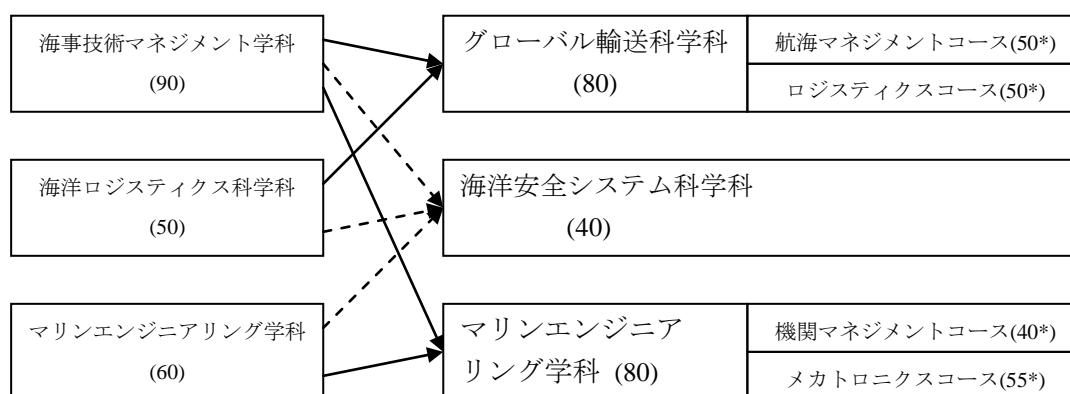 海事技術マネジメント学科
(90)
グローバル輸送科学科
(80)
航海マネジメントコース(50*)
ロジスティクスコース(50*)
海洋ロジスティクス科学科
(50)
海洋安全システム科学科
(40)
マリンエンジニアリング学科
(60)
マリンエンジニア
リング学科 (80)
機関マネジメントコース(40*)
メカトロニクスコース(55*)